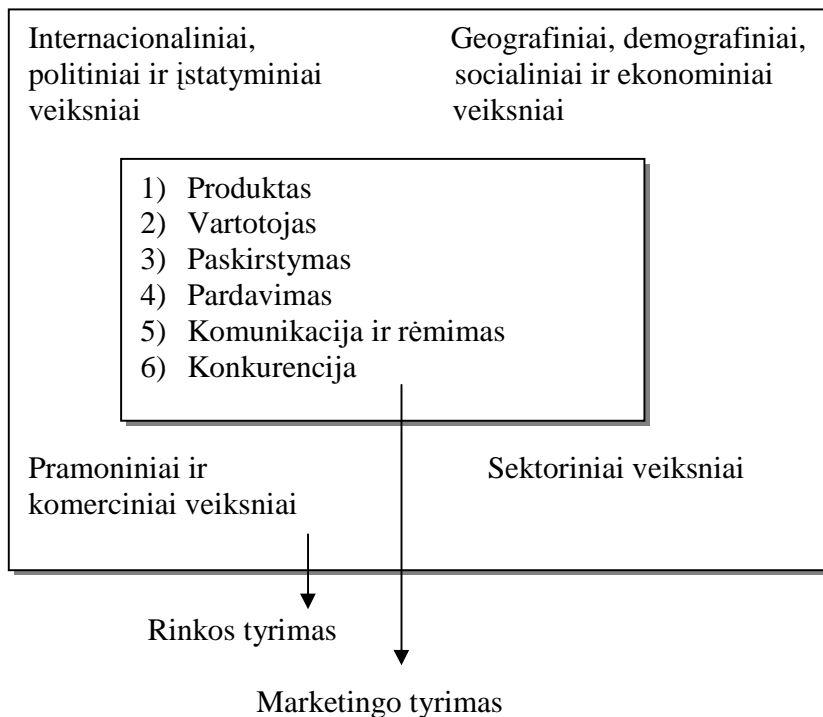 Internacionaliniai,
politiniai ir įstatyminiai
veiksniai
Geografiniai, demografiniai,
socialiniai ir ekonominiai
veiksniai
1) Produktas
2) Vartotojas
3) Paskirstymas
4) Pardavimas
5) Komunikacija ir rėmimas
6) Konkurencija
Pramoniniai ir
komerciniai veiksniai
Sektoriniai veiksniai
Rinkos tyrimas
Marketingo tyrimas